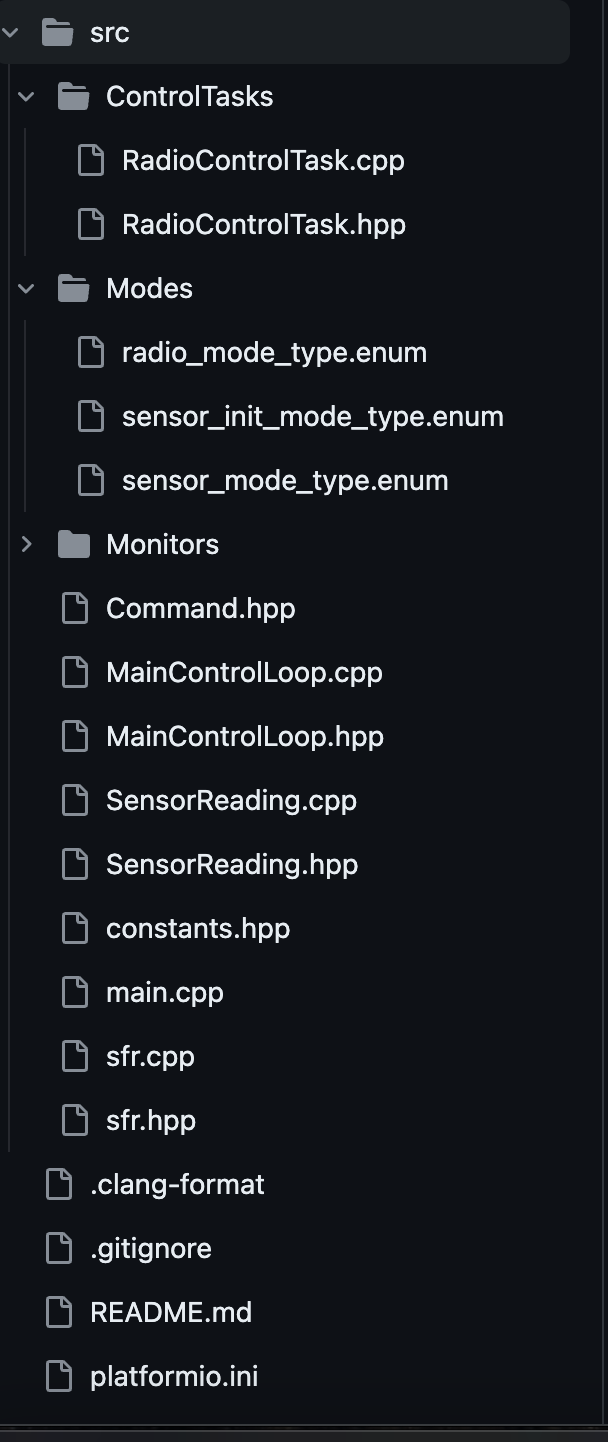 src
ControlTasks
RadioControlTask.cpp
RadioControlTask.hpp
Modes
radio_mode_type.enum
sensor_init_mode_type.enum
sensor_mode_type.enum
Monitors
Command.hpp
MainControlLoop.cpp
MainControlLoop.hpp
SensorReading.cpp
SensorReading.hpp
constants.hpp
main.cpp
sfr.cpp
sfr.hpp
.clang-format
.gitignore
README.md
platformio.ini